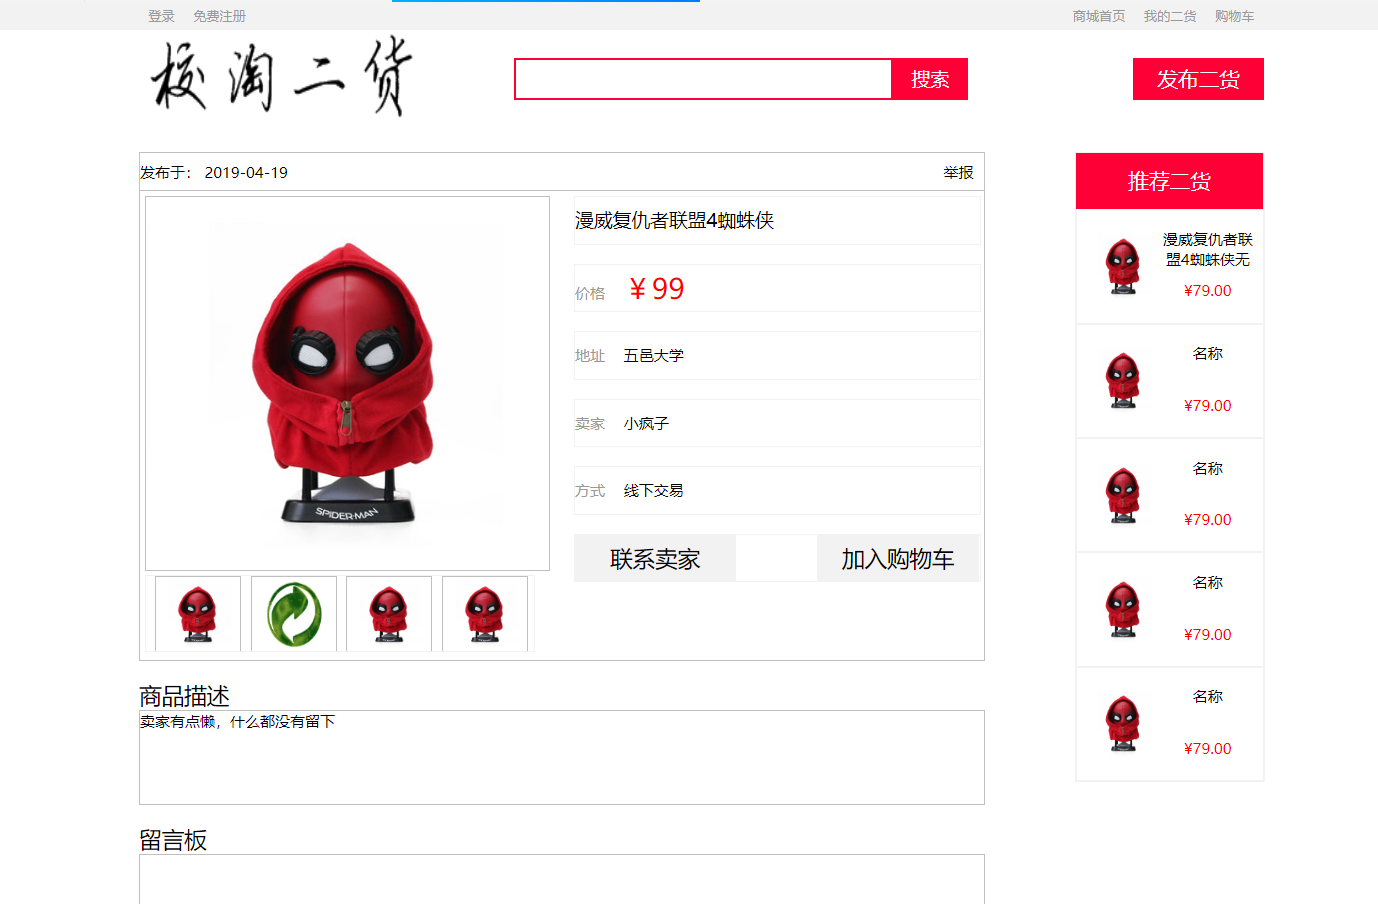 登录 免费注册 商城首页 我的二货 购物车
校淘二货
搜索
发布二货
发布于： 2019-04-19 举报
漫威复仇者联盟4蜘蛛侠
价格 ¥ 99
地址 五邑大学
卖家 小疯子
方式 线下交易
联系卖家 加入购物车
SPIDER-MAN
商品描述
卖家有点懒，什么都没有留下
留言板
推荐二货
漫威复仇者联
盟4蜘蛛侠无
¥79.00
名称
¥79.00
名称
¥79.00
名称
¥79.00
名称
¥79.00